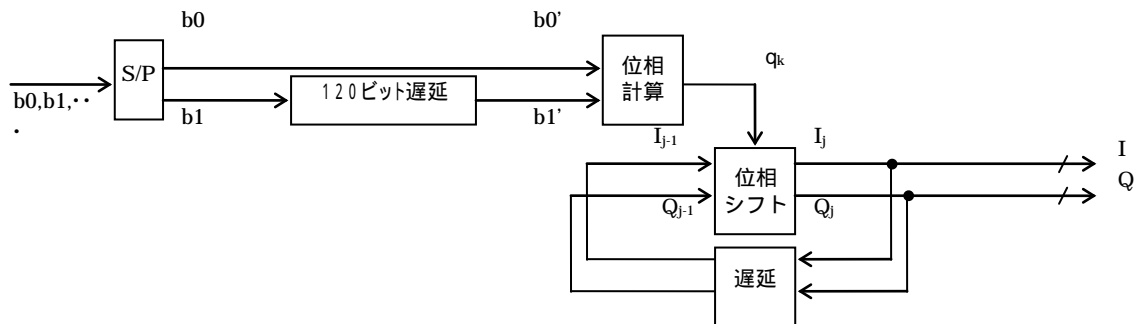 b0
b0'
S/P
位相
計算
qk
b0,b1,・・
・
120ビット遅延
b1
b1'
Ij-1
Ij
I
位相
シフト
Q
Qj-1
Qj
遅延